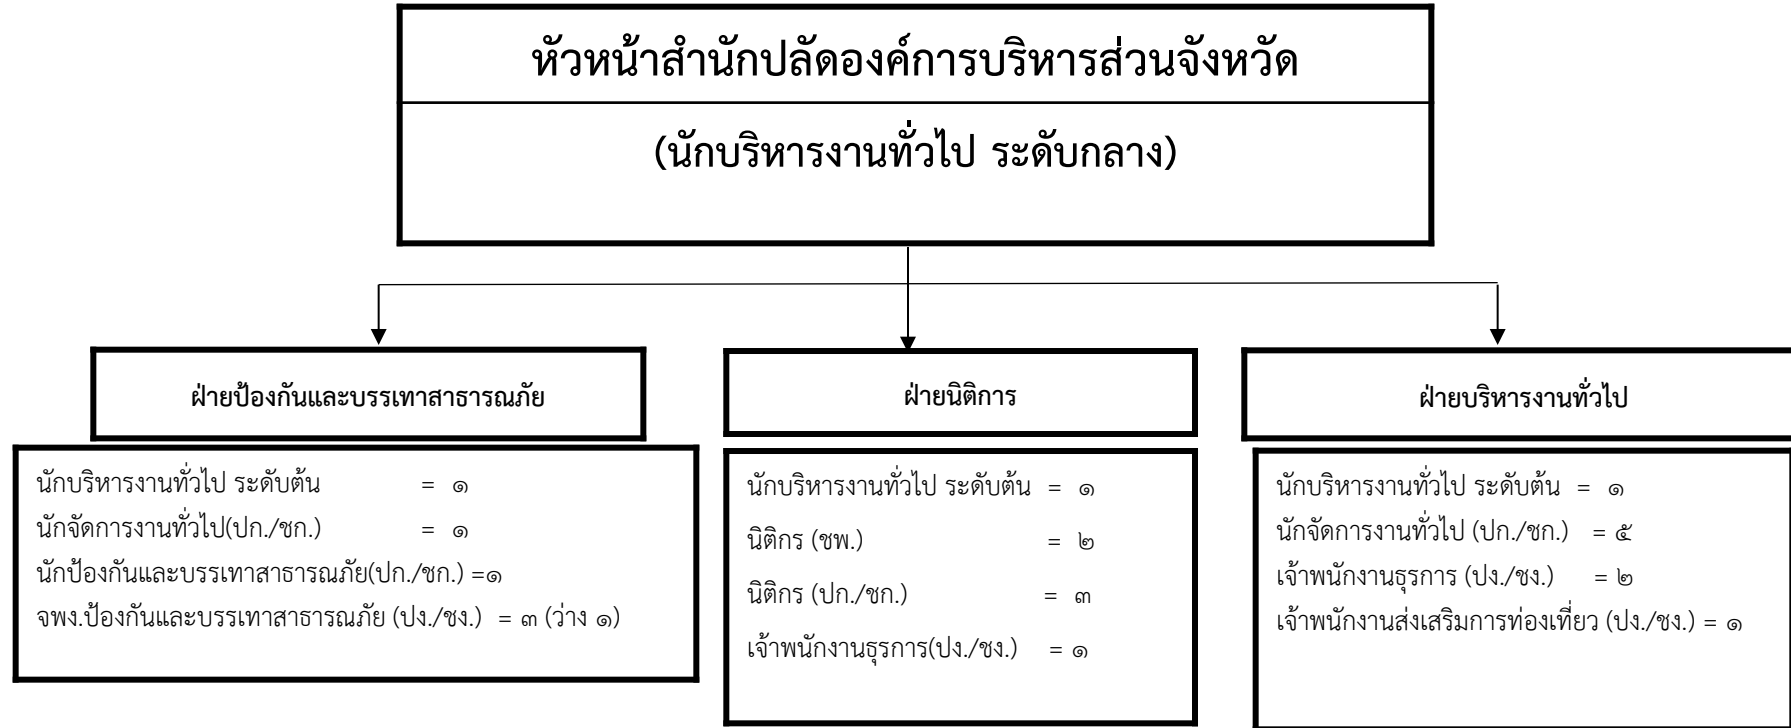 หัวหน้าสำนักปลัดองค์การบริหารส่วนจังหวัด
(นักบริหารงานทั่วไป ระดับกลาง)
ฝ่ายป้องกันและบรรเทาสาธารณภัย
นักบริหารงานทั่วไป ระดับต้น = ๑
นักจัดการงานทั่วไป(ปก./ชก.) = ๑
นักป้องกันและบรรเทาสาธารณภัย(ปก./ชก.) =๑
จพง.ป้องกันและบรรเทาสาธารณภัย (ปง./ชง.) = ๓ (ว่าง ๑)
ฝ่ายนิติการ
นักบริหารงานทั่วไป ระดับต้น = ๑
นิติกร (ชพ.) = ๒
นิติกร (ปก./ชก.) = ๓
เจ้าพนักงานธุรการ(ปง./ชง.) = ๑
ฝ่ายบริหารงานทั่วไป
นักบริหารงานทั่วไป ระดับต้น = ๑
นักจัดการงานทั่วไป (ปก./ชก.) = ๕
เจ้าพนักงานธุรการ (ปง./ชง.) = ๒
เจ้าพนักงานส่งเสริมการท่องเที่ยว (ปง./ชง.) = ๑